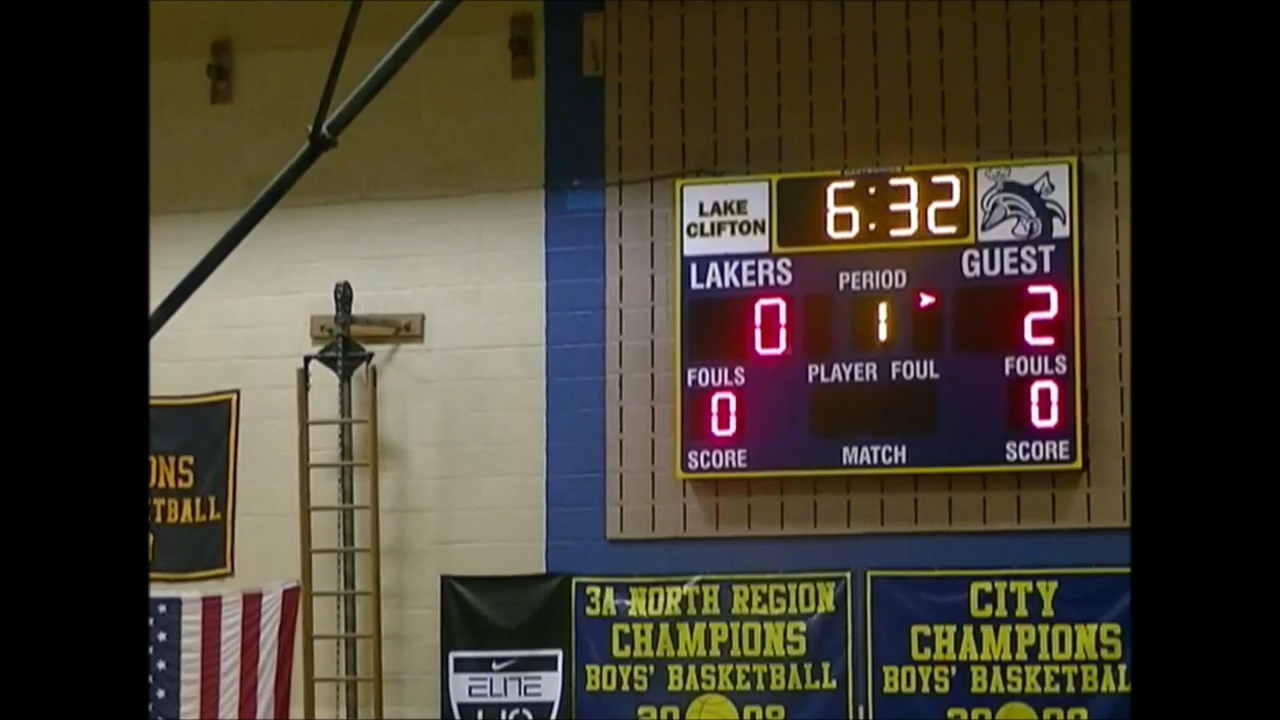 LAKE
CLIFTON
6:32
LAKERS
PERIOD
GUEST
0
1
2
FOULS
PLAYER FOUL
FOULS
0
0
SCORE
MATCH
SCORE
ONS
TBALL
ELITE
3A NORTH REGION
CHAMPIONS
BOYS' BASKETBALL
CITY
CHAMPIONS
BOYS' BASKETBAL